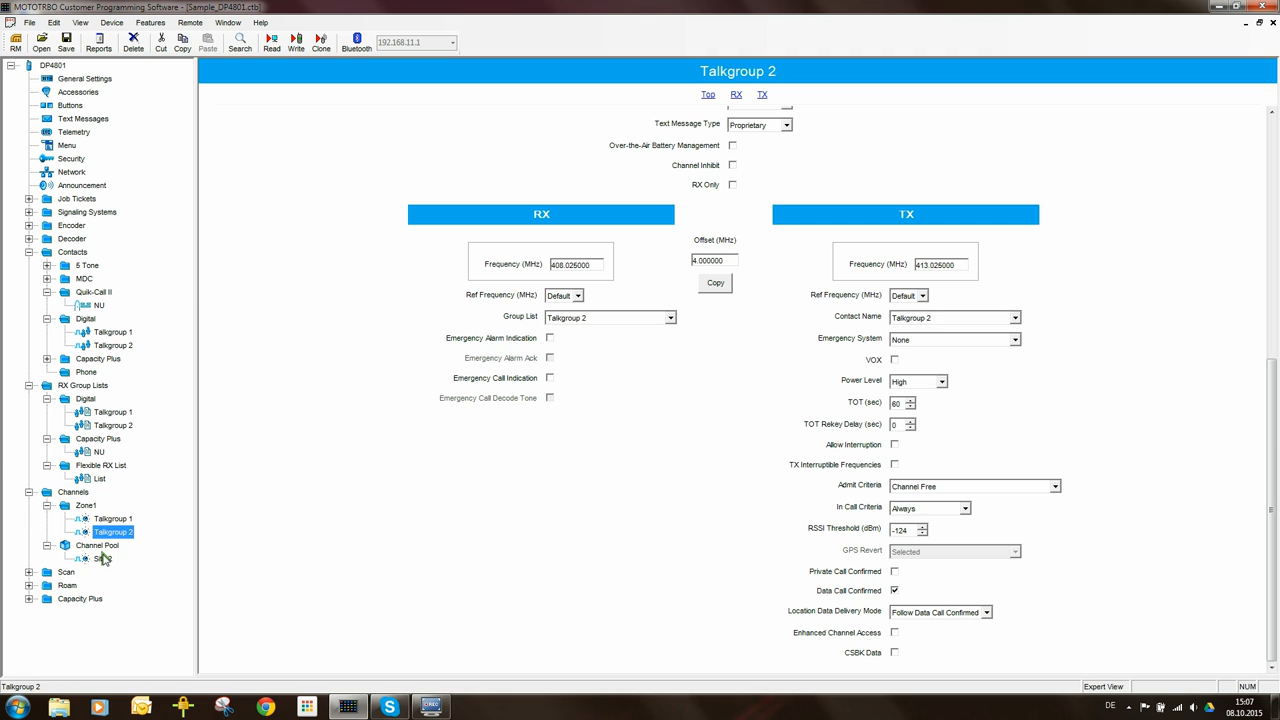 MOTOTRBO Customer Programming Software - [Sample_DP4801.ctb]
File Edit View Device Features Remote Window Help
RM Open Save Reports Delete Cut Copy Paste Search Read Write Clone Bluetooth 192.168.11.1
DP4801
General Settings
Accessories
Buttons
Text Messages
Telemetry
Menu
Security
Network
Announcement
Job Tickets
Signaling Systems
Encoder
Decoder
Contacts
5 Tone
MDC
Quik-Call II
NU
Digital
Talkgroup 1
Talkgroup 2
Capacity Plus
Phone
RX Group Lists
Digital
Talkgroup 1
Talkgroup 2
Capacity Plus
NU
Flexible RX List
List
Channels
Zone1
Talkgroup 1
Talkgroup 2
Channel Pool
Scan
Roam
Capacity Plus
Talkgroup 2
Top RX TX
Text Message Type Proprietary
Over-the-Air Battery Management
Channel Inhibit
RX Only
RX
Frequency (MHz) 408.025000
Ref Frequency (MHz) Default
Group List Talkgroup 2
Emergency Alarm Indication
Emergency Alarm Ack
Emergency Call Indication
Emergency Call Decode Tone
Offset (MHz)
4.000000
Copy
TX
Frequency (MHz) 413.025000
Ref Frequency (MHz) Default
Contact Name Talkgroup 2
Emergency System None
VOX
Power Level High
TOT (sec) 60
TOT Rekey Delay (sec) 0
Allow Interruption
TX Interruptible Frequencies
Admit Criteria Channel Free
In Call Criteria Always
RSSI Threshold (dBm) -124
GPS Revert Selected
Private Call Confirmed
Data Call Confirmed
Location Data Delivery Mode Follow Data Call Confirmed
Enhanced Channel Access
CSBK Data
Talkgroup 2 Expert View NUM
DE 15:07
08.10.2015